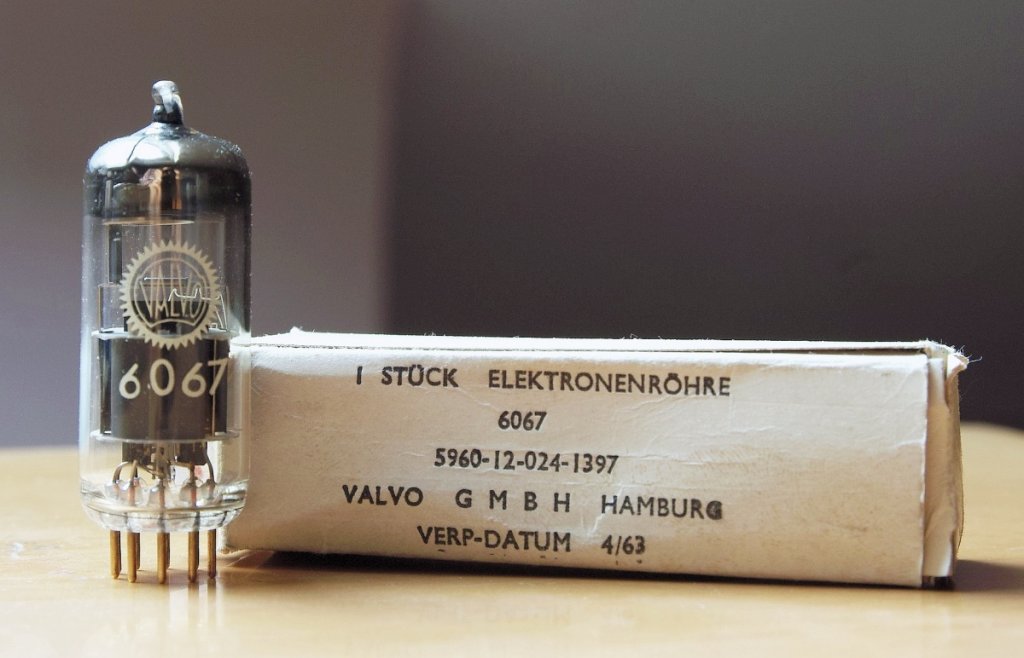 VALVO
6067
1 STÜCK ELEKTRONENRÖHRE
6067
5960-12-024-1397
VALVO G M B H HAMBURG
VERP-DATUM 4/63